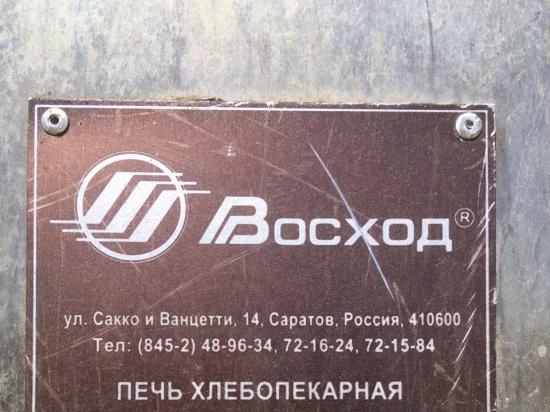 Восход®
ул. Сакко и Ванцетти, 14, Саратов, Россия, 410600
Тел: (845-2) 48-96-34, 72-16-24, 72-15-84
ПЕЧЬ ХЛЕБОПЕКАРНАЯ